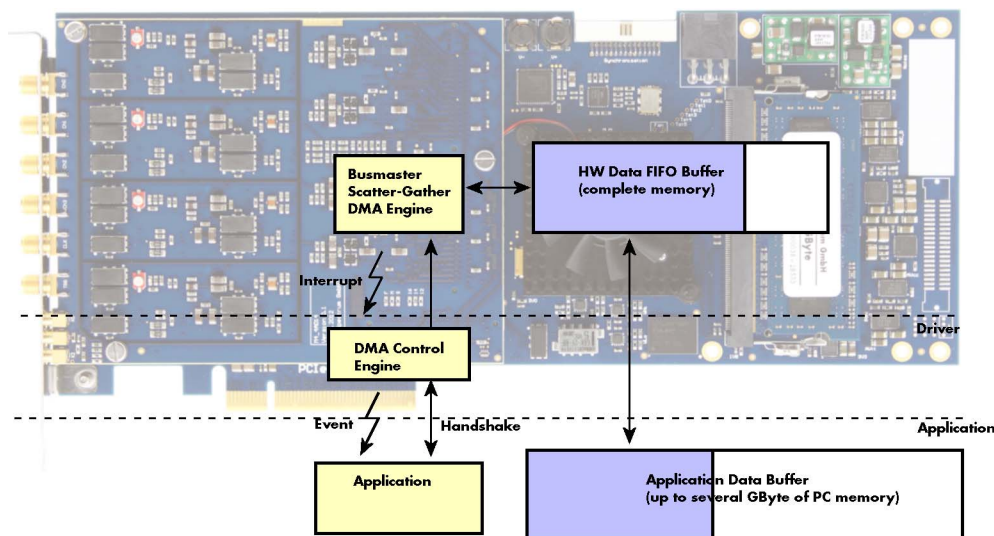 Busmaster
Scatter-Gather
DMA Engine
HW Data FIFO Buffer
(complete memory)
Interrupt
Driver
DMA Control
Engine
PCIe
Event
Handshake
Application
Application
Application Data Buffer
(up to several GByte of PC memory)